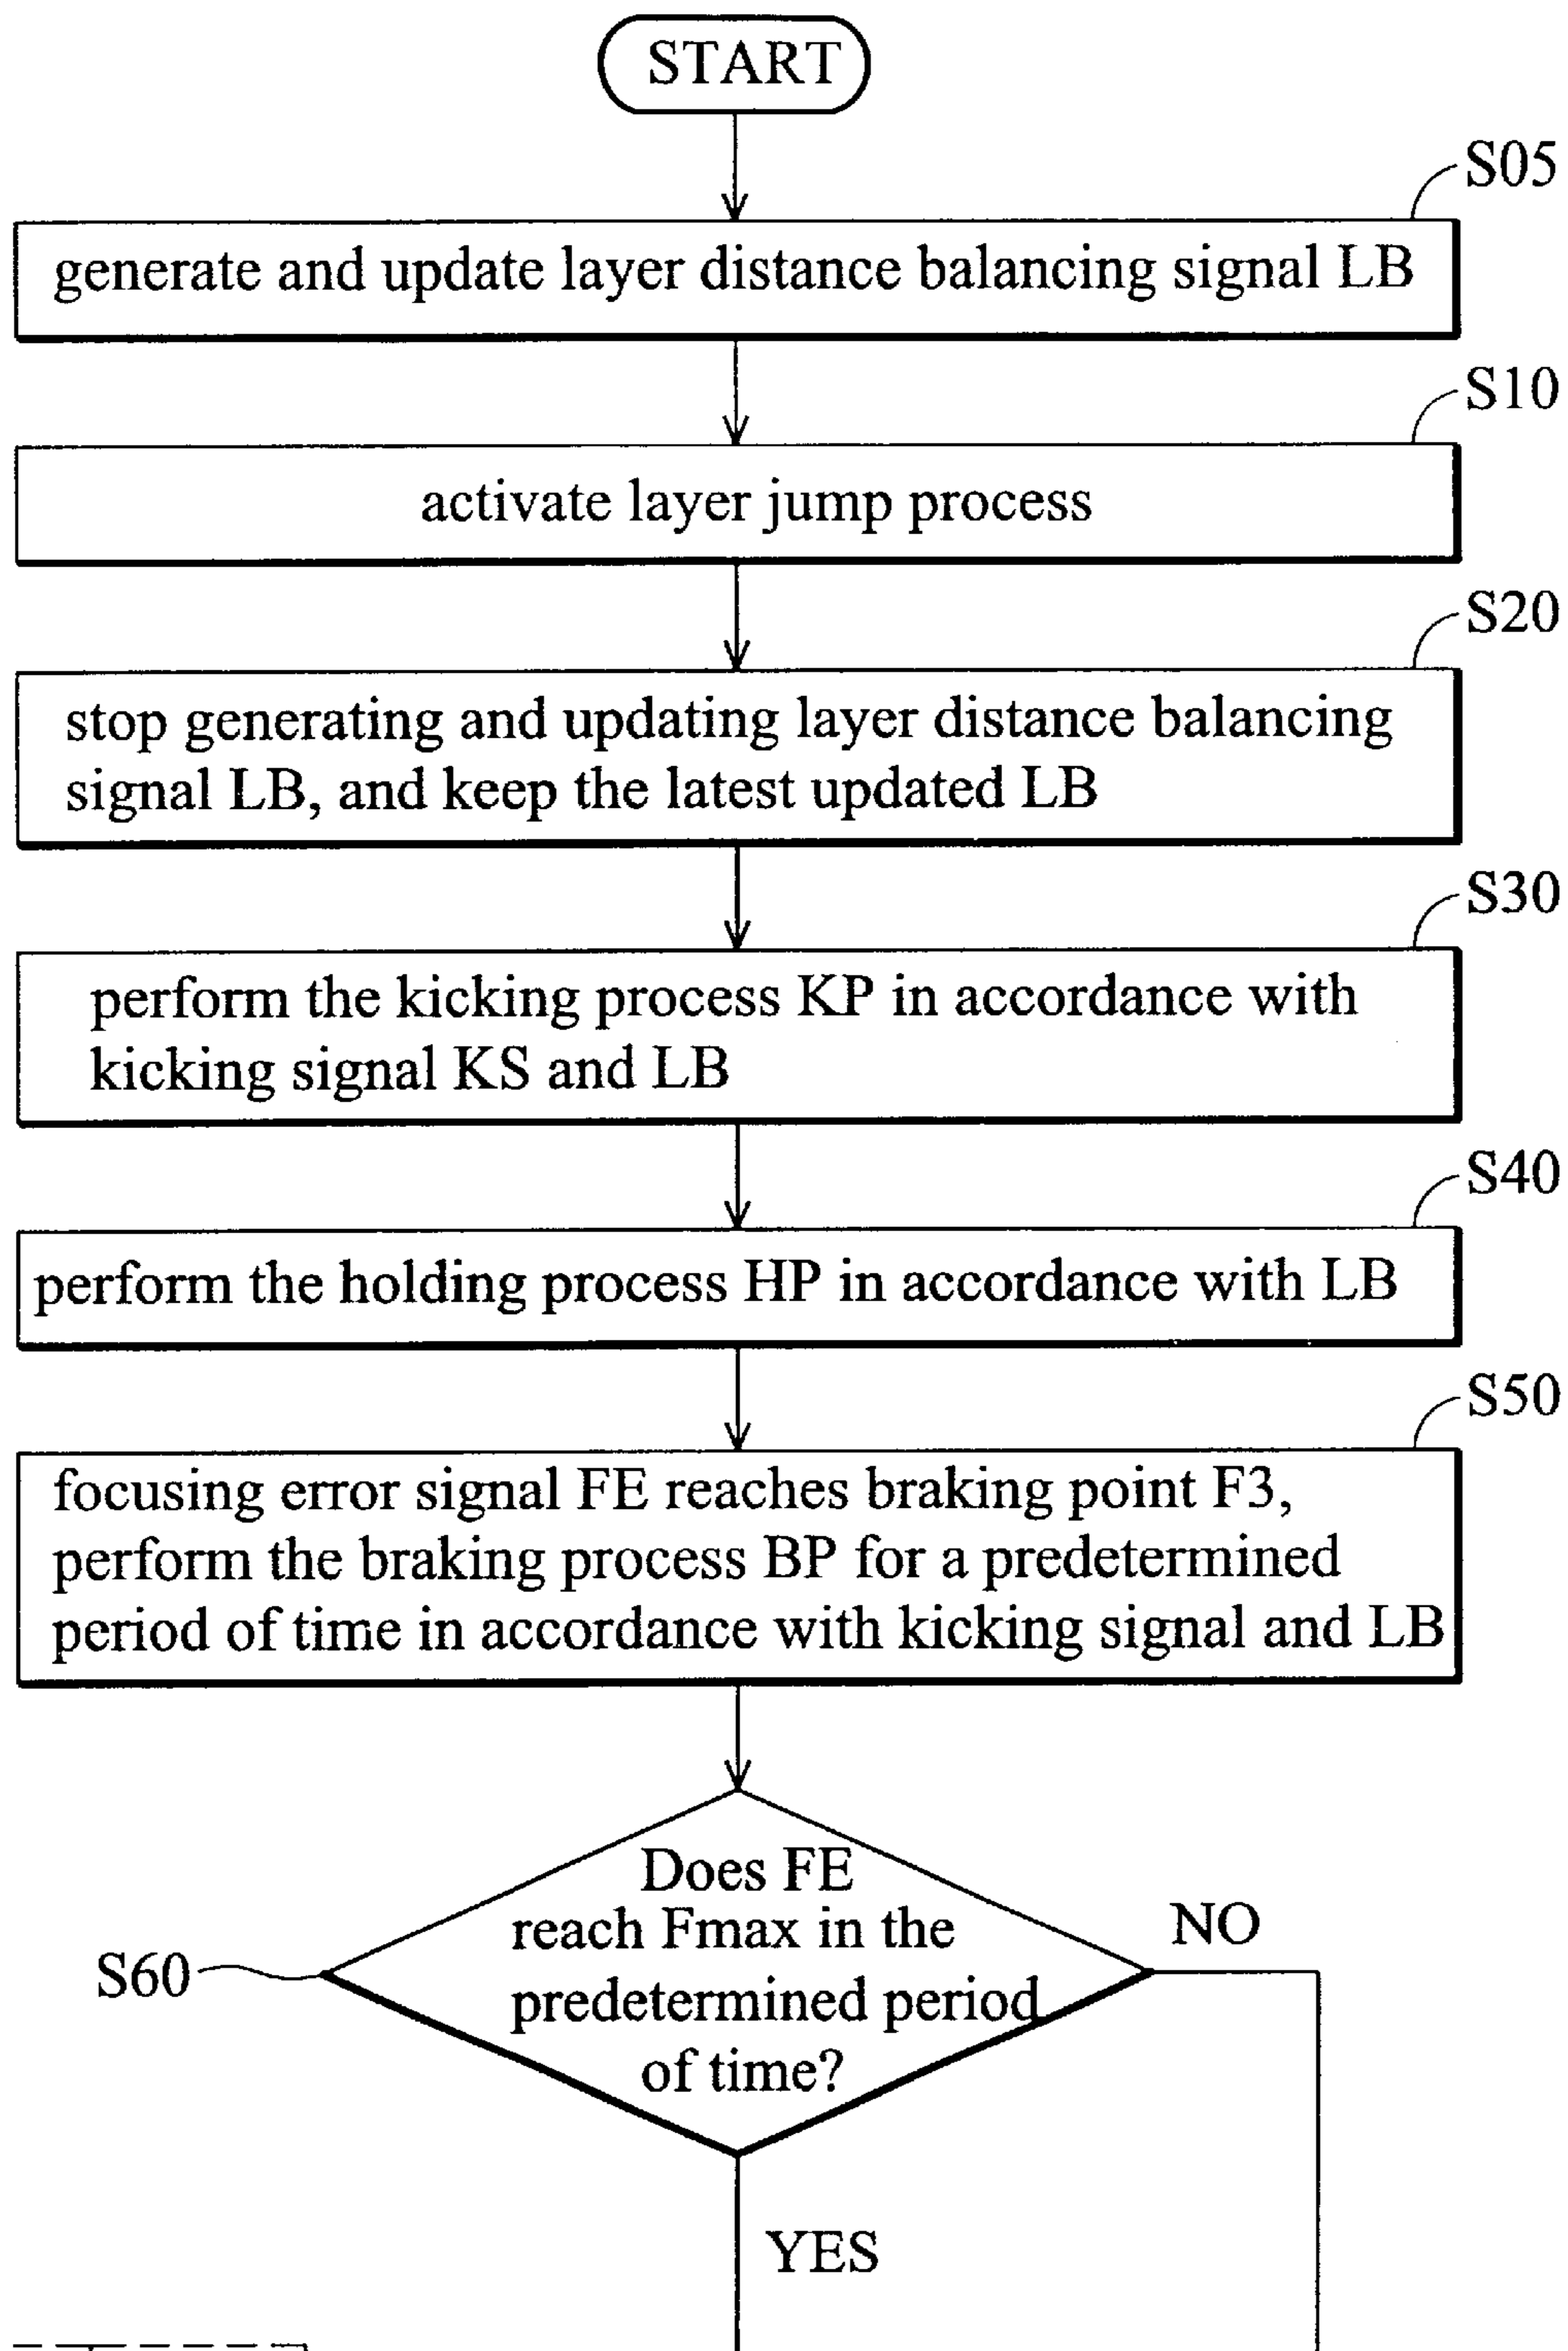 START
S05
generate and update layer distance balancing signal LB
S10
activate layer jump process
S20
stop generating and updating layer distance balancing
signal LB, and keep the latest updated LB
S30
perform the kicking process KP in accordance with
kicking signal KS and LB
S40
perform the holding process HP in accordance with LB
S50
focusing error signal FE reaches braking point F3,
perform the braking process BP for a predetermined
period of time in accordance with kicking signal and LB
Does FE
reach Fmax in the
predetermined period
of time?
NO
S60
YES